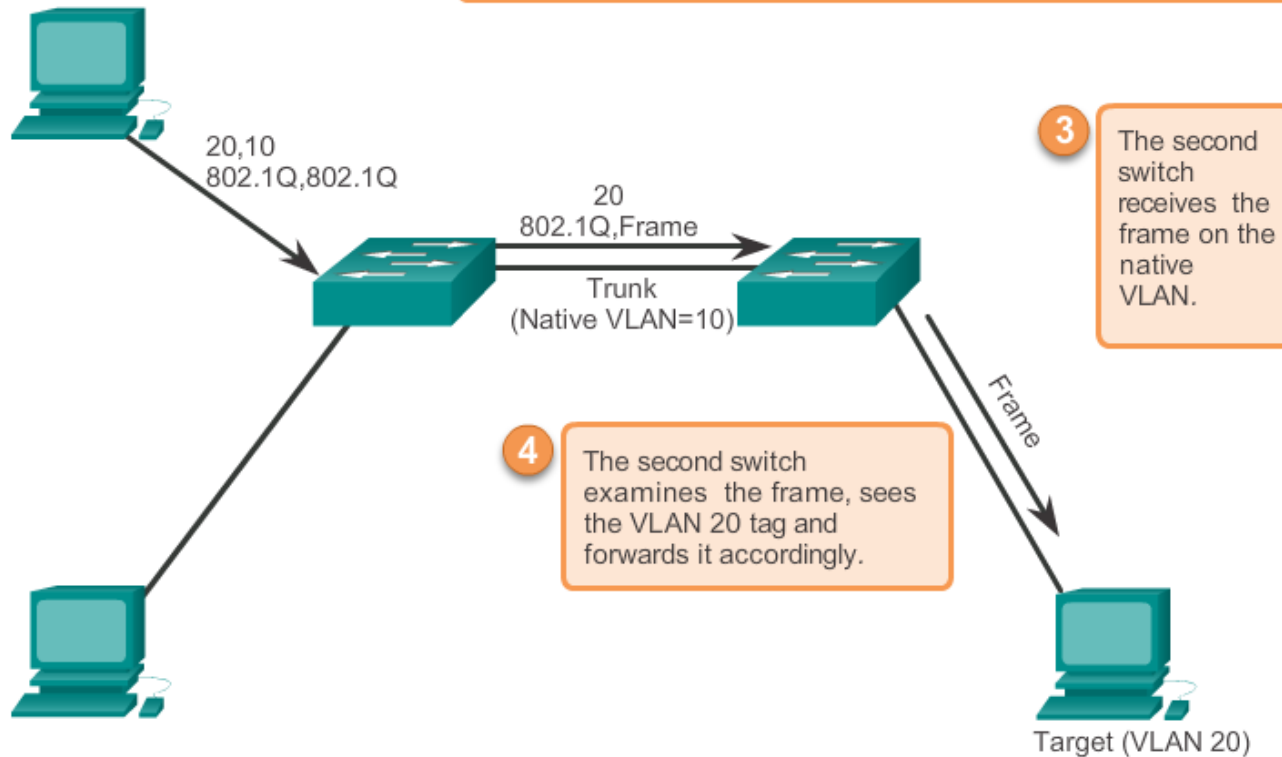 20,10
802.1Q,802.1Q
20
802.1Q,Frame
Trunk
(Native VLAN=10)
3
The second
switch
receives the
frame on the
native
VLAN.
Frame
4
The second switch
examines the frame, sees
the VLAN 20 tag and
forwards it accordingly.
Target (VLAN 20)